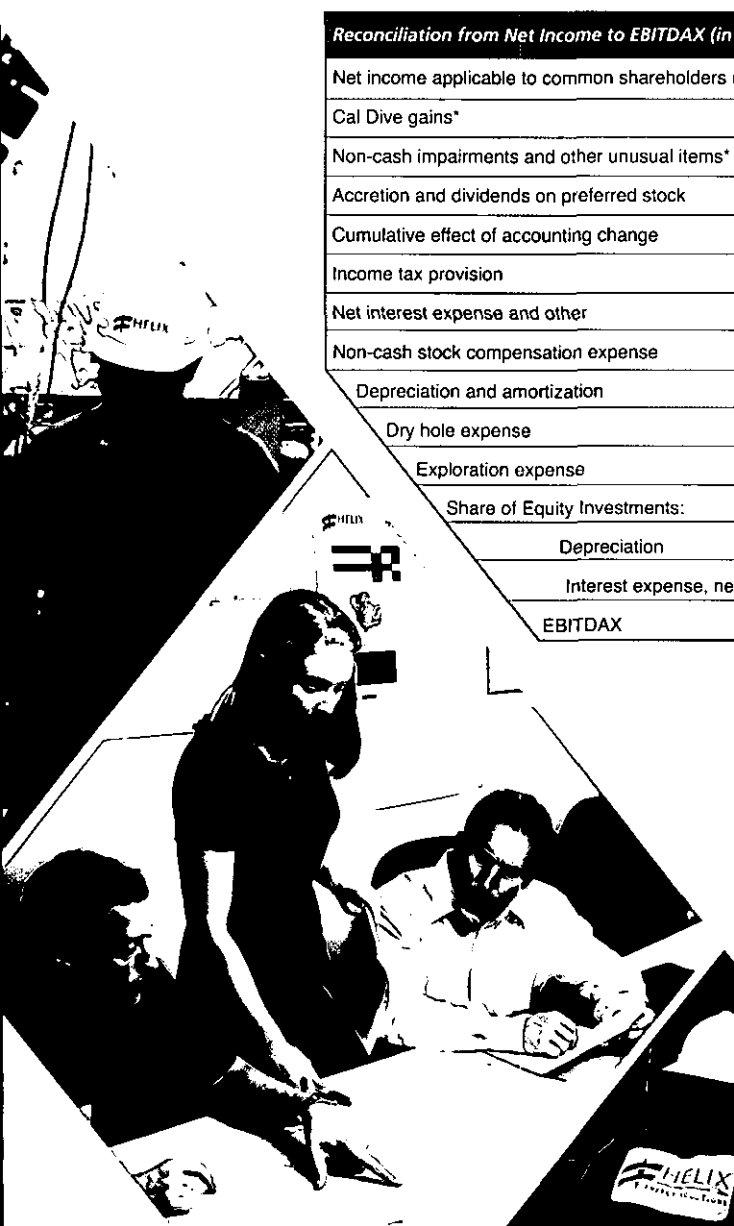 Reconciliation from Net Income to EBITDAX (in
Net income applicable to common shareholders
Cal Dive gains*
Non-cash impairments and other unusual items*
Accretion and dividends on preferred stock
Cumulative effect of accounting change
Income tax provision
Net interest expense and other
Non-cash stock compensation expense
Depreciation and amortization
Dry hole expense
Exploration expense
Share of Equity Investments:
Depreciation
Interest expense, ne
EBITDAX
HELIX
HELIX
HELIX